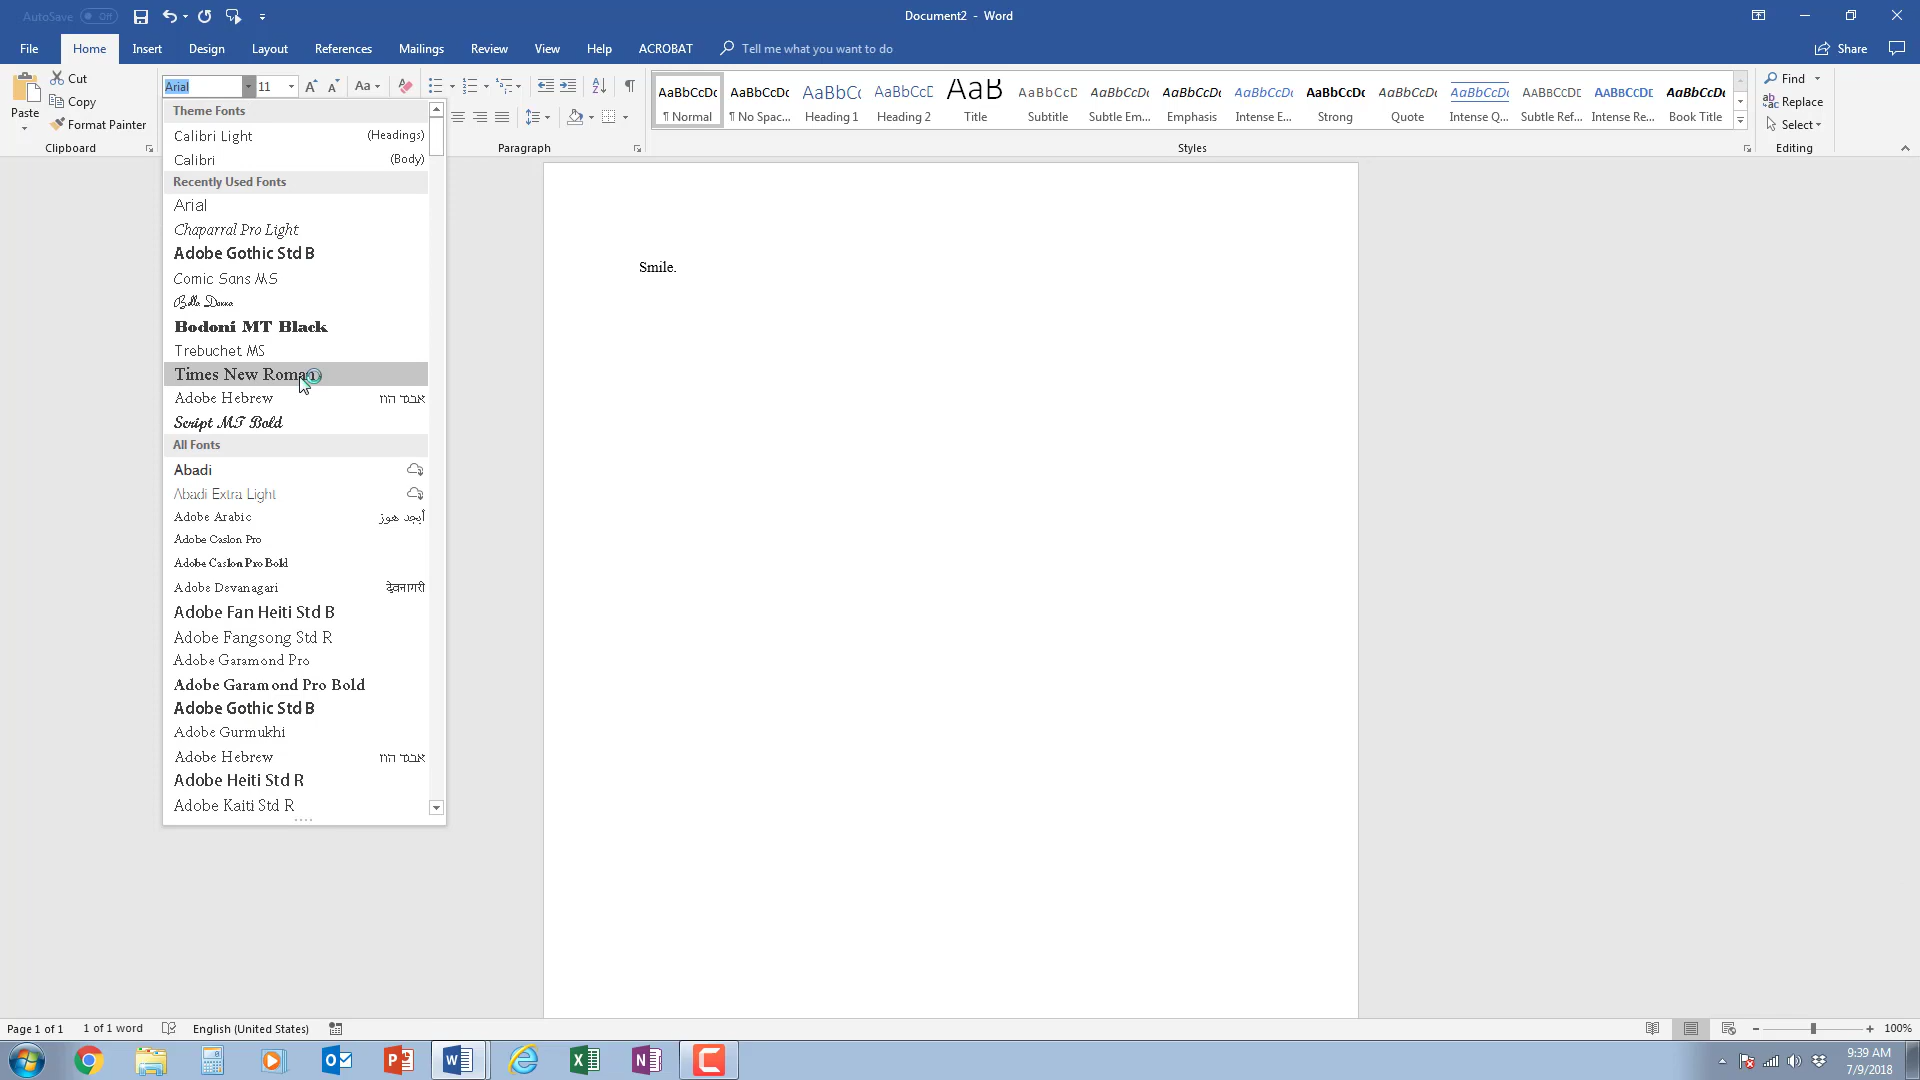 AutoSave Off
Document2 - Word
File Home Insert Design Layout References Mailings Review View Help ACROBAT Tell me what you want to do Share
Paste
Cut
Copy
Format Painter
Clipboard
Arial 11
Aa
Paragraph
AaBbCcDc AaBbCcDc AaBbCc AaBbCcD AaB AaBbCcD AaBbCcDc AaBbCcDc AaBbCcDc AaBbCcDc AaBbCcDc AaBbCcDc AABBCCDE AABBCCDE AaBbCcDc
¶ Normal ¶ No Spac... Heading 1 Heading 2 Title Subtitle Subtle Em... Emphasis Intense E... Strong Quote Intense Q... Subtle Ref... Intense Re... Book Title
Styles
Find
Replace
Select
Editing
Theme Fonts
Calibri Light (Headings)
Calibri (Body)
Recently Used Fonts
Arial
Chaparral Pro Light
Adobe Gothic Std B
Comic Sans MS
Bella Donna
Bodoni MT Black
Trebuchet MS
Times New Roman
Adobe Hebrew אבגד הוז
Script MT Bold
All Fonts
Abadi
Abadi Extra Light
Adobe Arabic أبجد هوز
Adobe Caslon Pro
Adobe Caslon Pro Bold
Adobe Devanagari देवनागरी
Adobe Fan Heiti Std B
Adobe Fangsong Std R
Adobe Garamond Pro
Adobe Garamond Pro Bold
Adobe Gothic Std B
Adobe Gurmukhi
Adobe Hebrew אבגד הוז
Adobe Heiti Std R
Adobe Kaiti Std R
Smile.
Page 1 of 1 1 of 1 word English (United States) 100%
9:39 AM
7/9/2018